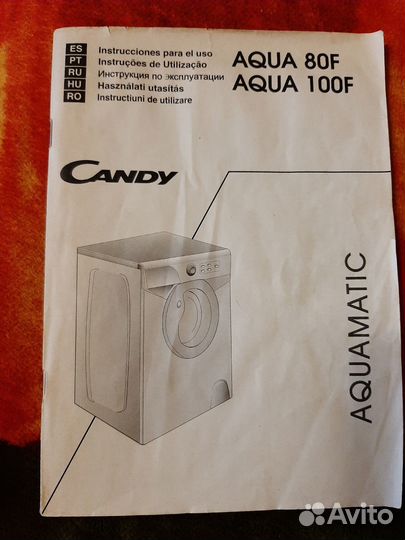 ES Instrucciones para el uso
PT Instruções de Utilização
RU Инструкция по эксплуатации
HU Használati utasítás
RO Instructiuni de utilizare
AQUA 80F
AQUA 100F
CANDY
AQUAMATIC
Avito